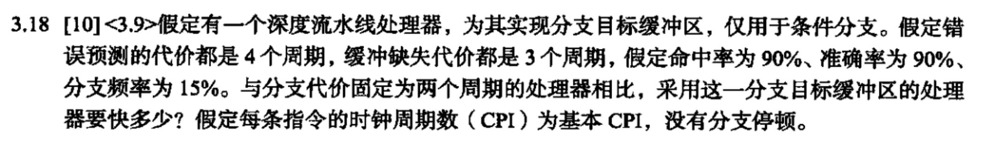 3.18 [10]<3.9>假定有一个深度流水线处理器，为其实现分支目标缓冲区，仅用于条件分支。假定错
误预测的代价都是 4 个周期，缓冲缺失代价都是 3 个周期，假定命中率为 90%、准确率为 90%、
分支频率为 15%。与分支代价固定为两个周期的处理器相比，采用这一分支目标缓冲区的处理
器要快多少？假定每条指令的时钟周期数（CPI）为基本 CPI，没有分支停顿。